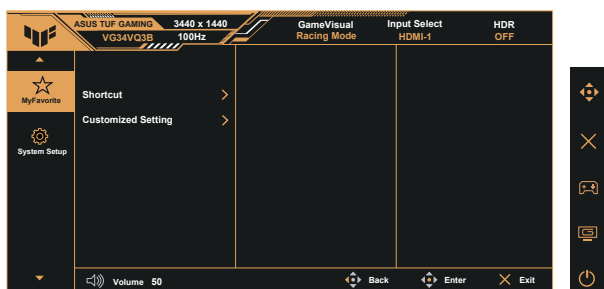 ASUS TUF GAMING 3440 x 1440 GameVisual Input Select HDR
VG34VQ3B 100Hz Racing Mode HDMI-1 OFF
MyFavorite
Shortcut >
Customized Setting >
System Setup
Volume 50 Back Enter Exit